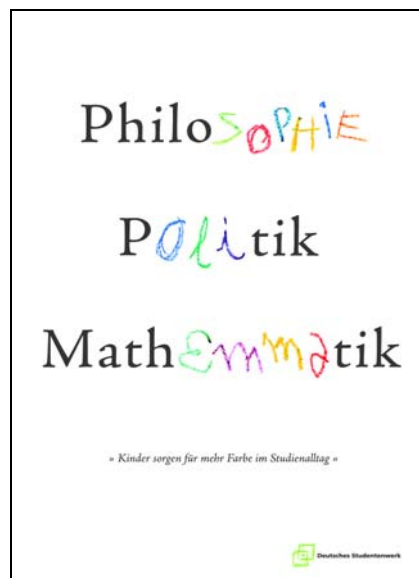 PhiloSOPHiE
POlitik
MathEmmatik
» Kinder sorgen für mehr Farbe im Studienalltag «
Deutsches Studentenwerk